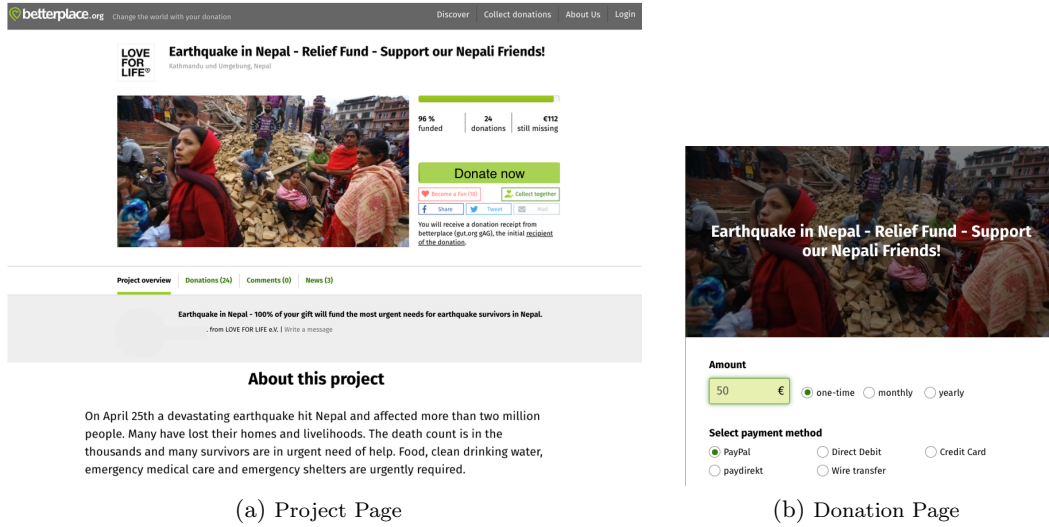 betterplace.org Change the world with your donation Discover Collect donations About Us Login
LOVE
FOR
LIFE®
Earthquake in Nepal - Relief Fund - Support our Nepali Friends!
Kathmandu und Umgebung, Nepal
96 % 24 €112
funded donations still missing
Donate now
Become a Fan (18) Collect together
Share Tweet Mail
You will receive a donation receipt from
betterplace (gut.org gAG), the initial recipient
of the donation.
Project overview Donations (24) Comments (0) News (3)
Earthquake in Nepal - 100% of your gift will fund the most urgent needs for earthquake survivors in Nepal.
. from LOVE FOR LIFE e.V. | Write a message
About this project
On April 25th a devastating earthquake hit Nepal and affected more than two million
people. Many have lost their homes and livelihoods. The death count is in the
thousands and many survivors are in urgent need of help. Food, clean drinking water,
emergency medical care and emergency shelters are urgently required.
(a) Project Page
Earthquake in Nepal - Relief Fund - Support
our Nepali Friends!
Amount
50 € one-time monthly yearly
Select payment method
PayPal Direct Debit Credit Card
paydirekt Wire transfer
(b) Donation Page